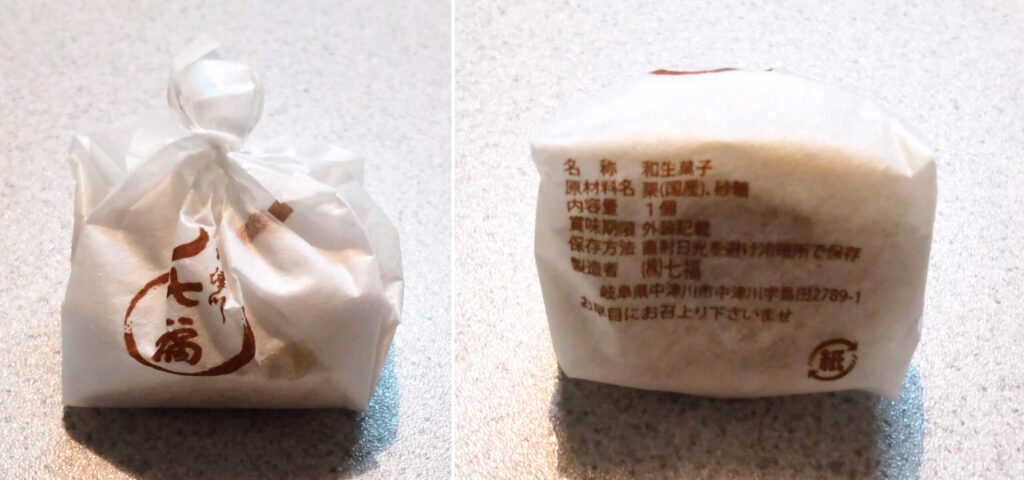 七福
名 称 和生菓子
原材料名 栗(国産)、砂糖
内容量 1個
賞味期限 外装記載
保存方法 直射日光を避け冷暗所で保存
製造者 ㈱七福
岐阜県中津川市中津川字島田2789-1
お早目にお召上り下さいませ
紙